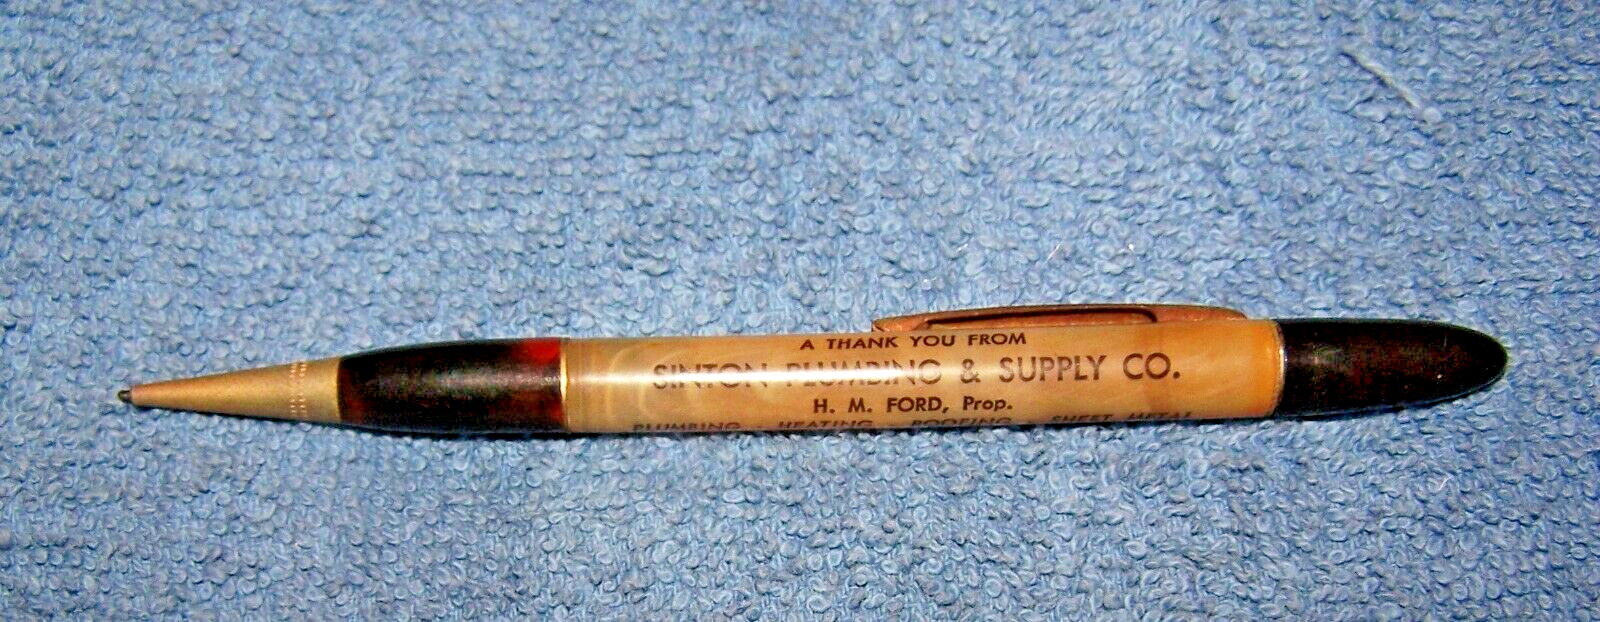 A THANK YOU FROM
SINTON PLUMBING & SUPPLY CO.
H. M. FORD, Prop.
PLUMBING - HEATING - ROOFING - SHEET METAL